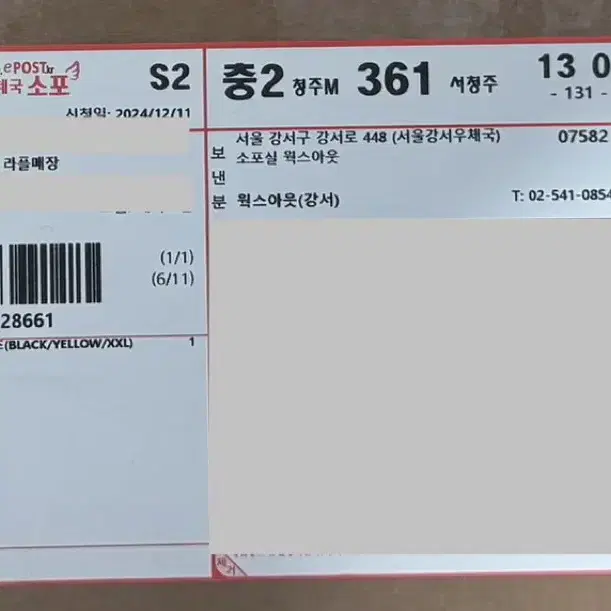 ePOST.kr
체국 소포
S2
신청일: 2024/12/11
라플매장
(1/1)
(6/11)
28661
(BLACK/YELLOW/XXL) 1
충2 청주M 361 서청주
13 0
- 131 -
보낸분
서울 강서구 강서로 448 (서울강서우체국) 07582
소포실 웍스아웃
웍스아웃(강서) T: 02-541-0854